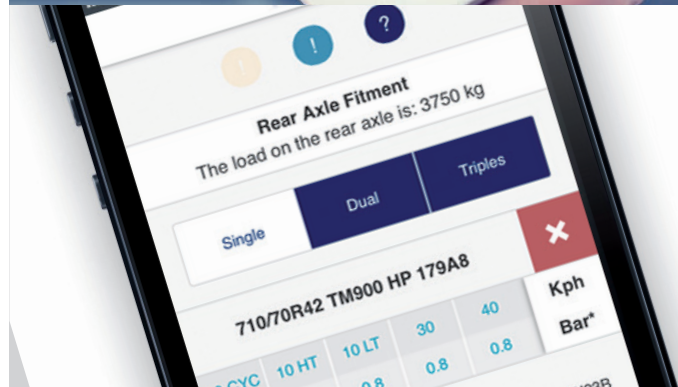 ! ! ?
Rear Axle Fitment
The load on the rear axle is: 3750 kg
Single Dual Triples
710/70R42 TM900 HP 179A8
CYC 10 HT 10 LT 30 40 Kph
0.8 0.8 0.8 Bar*